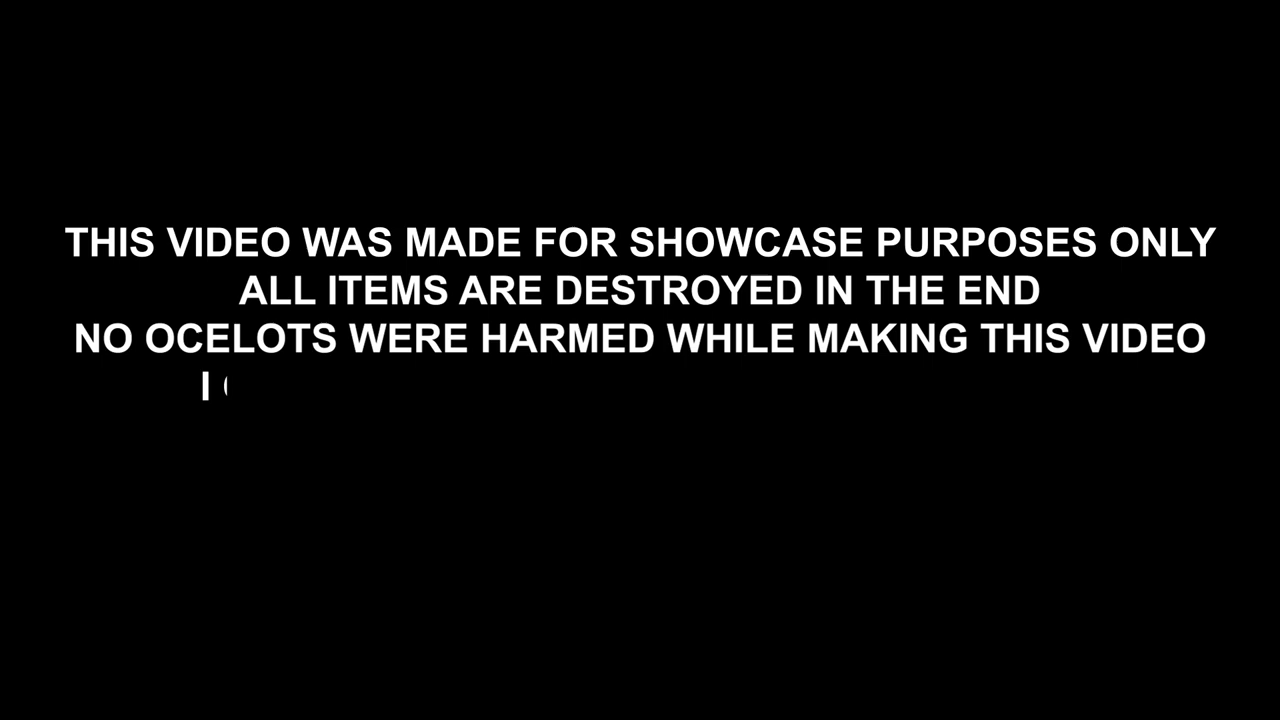 THIS VIDEO WAS MADE FOR SHOWCASE PURPOSES ONLY
ALL ITEMS ARE DESTROYED IN THE END
NO OCELOTS WERE HARMED WHILE MAKING THIS VIDEO
I